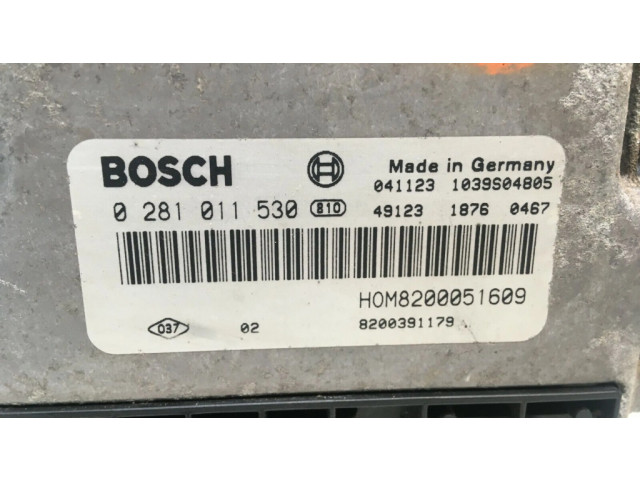 BOSCH Made in Germany
041123 1039S04805
0 281 011 530 810 49123 1876 0467
HOM8200051609
037 02 8200391179